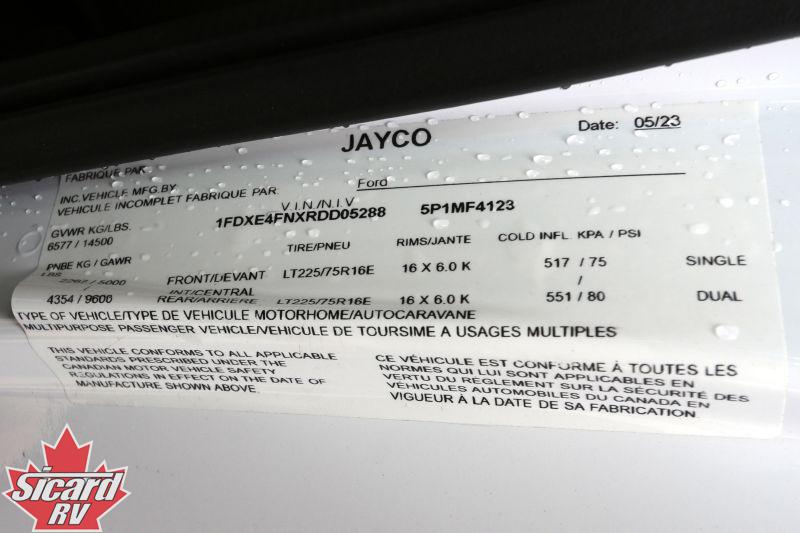 JAYCO
Date: 05/23
FABRIQUE PAR
INC.VEHICLE MFG.BY
VEHICULE INCOMPLET FABRIQUE PAR. Ford
V.I.N./N.I.V
1FDXE4FNXRDD05288 5P1MF4123
GVWR KG/LBS. TIRE/PNEU RIMS/JANTE COLD INFL. KPA / PSI
6577 / 14500
PNBE KG / GAWR
LBS 2267 / 5000 FRONT/DEVANT LT225/75R16E 16 X 6.0 K 517 / 75 SINGLE
INT/CENTRAL /
4354 / 9600 REAR/ARRIERE LT225/75R16E 16 X 6.0 K 551 / 80 DUAL
TYPE OF VEHICLE/TYPE DE VEHICULE MOTORHOME/AUTOCARAVANE
MULTIPURPOSE PASSENGER VEHICLE/VEHICULE DE TOURSIME A USAGES MULTIPLES
THIS VEHICLE CONFORMS TO ALL APPLICABLE
STANDARDS PRESCRIBED UNDER THE
CANADIAN MOTOR VEHICLE SAFETY
REGULATIONS IN EFFECT ON THE DATE OF
MANUFACTURE SHOWN ABOVE.
CE VÉHICULE EST CONFORME À TOUTES LES
NORMES QUI LUI SONT APPLICABLES EN
VERTU DU REGLEMENT SUR LA SÉCURITÉ DES
VÉHICULES AUTOMOBILES DU CANADA EN
VIGUEUR À LA DATE DE SA FABRICATION
Sicard
RV